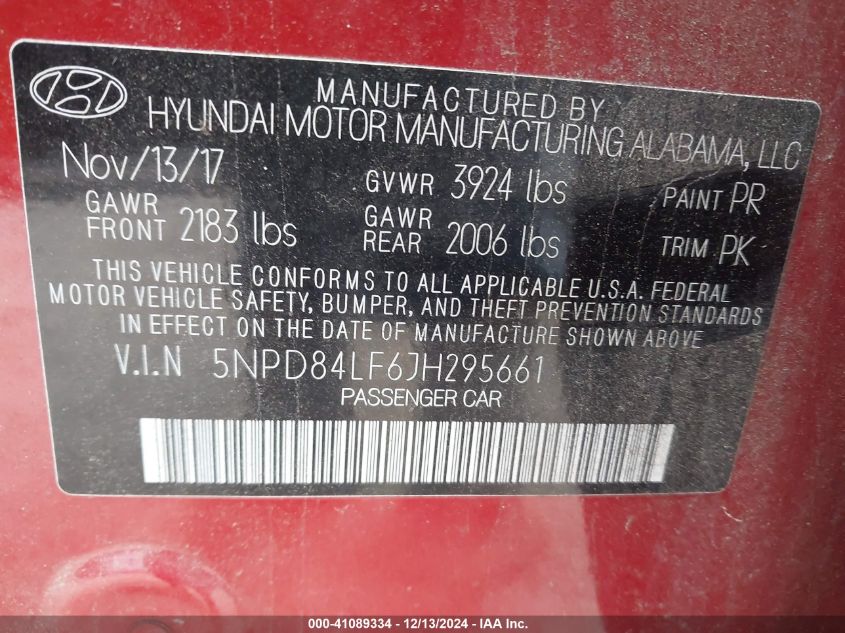 MANUFACTURED BY
HYUNDAI MOTOR MANUFACTURING ALABAMA, LLC
Nov/13/17 GVWR 3924 lbs PAINT PR
GAWR FRONT 2183 lbs GAWR REAR 2006 lbs TRIM PK
THIS VEHICLE CONFORMS TO ALL APPLICABLE U.S.A. FEDERAL
MOTOR VEHICLE SAFETY, BUMPER, AND THEFT PREVENTION STANDARDS
IN EFFECT ON THE DATE OF MANUFACTURE SHOWN ABOVE.
V.I.N 5NPD84LF6JH295661
PASSENGER CAR
000-41089334 - 12/13/2024 - IAA Inc.